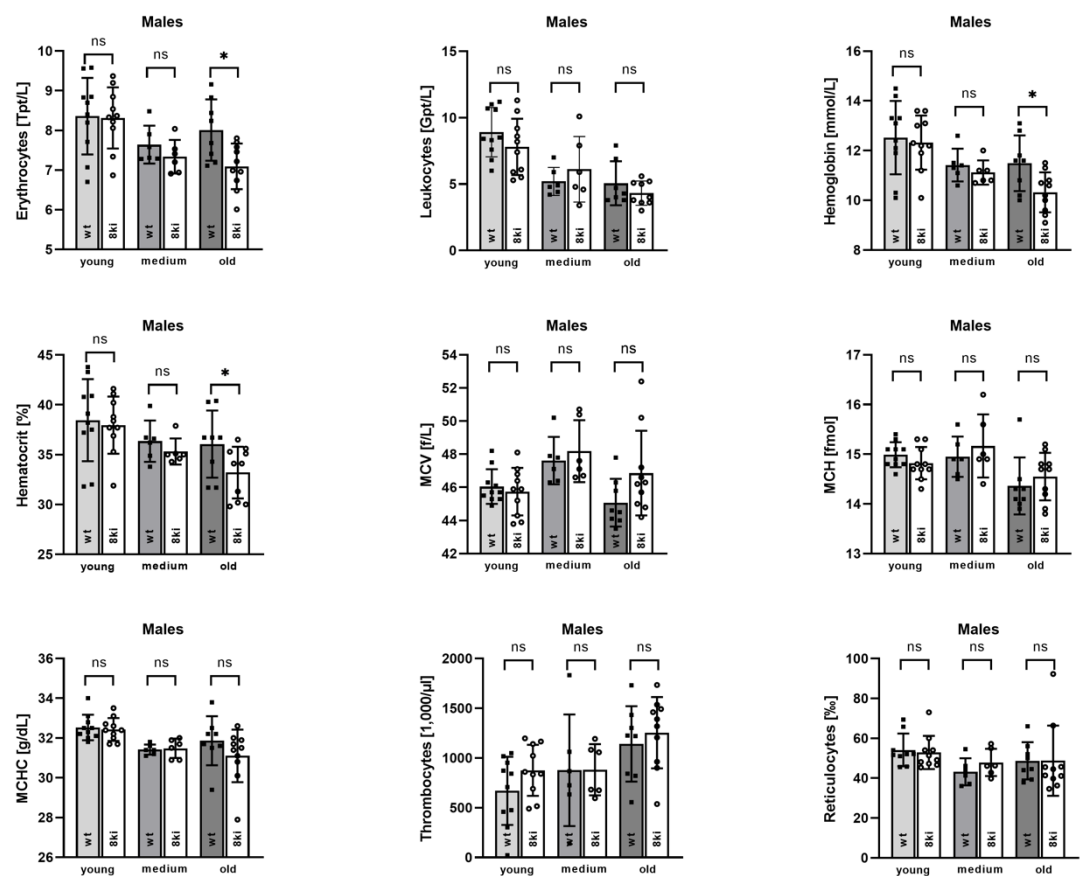 Males
Erythrocytes [Tpt/L]
10
9
8
7
6
5
ns
ns
*
wt
8ki
wt
8ki
wt
8ki
young
medium
old
Males
Leukocytes [Gpt/L]
15
10
5
0
ns
ns
ns
wt
8ki
wt
8ki
wt
8ki
young
medium
old
Males
Hemoglobin [mmol/L]
16
14
12
10
8
ns
ns
*
wt
8ki
wt
8ki
wt
8ki
young
medium
old
Males
Hematocrit [%]
45
40
35
30
25
ns
ns
*
wt
8ki
wt
8ki
wt
8ki
young
medium
old
Males
MCV [f/L]
54
52
50
48
46
44
42
ns
ns
ns
wt
8ki
wt
8ki
wt
8ki
young
medium
old
Males
MCH [fmol]
17
16
15
14
13
ns
ns
ns
wt
8ki
wt
8ki
wt
8ki
young
medium
old
Males
MCHC [g/dL]
36
34
32
30
28
26
ns
ns
ns
wt
8ki
wt
8ki
wt
8ki
young
medium
old
Males
Thrombocytes [1,000/µl]
2000
1500
1000
500
0
ns
ns
ns
wt
8ki
wt
8ki
wt
8ki
young
medium
old
Males
Reticulocytes [‰]
100
80
60
40
20
0
ns
ns
ns
wt
8ki
wt
8ki
wt
8ki
young
medium
old